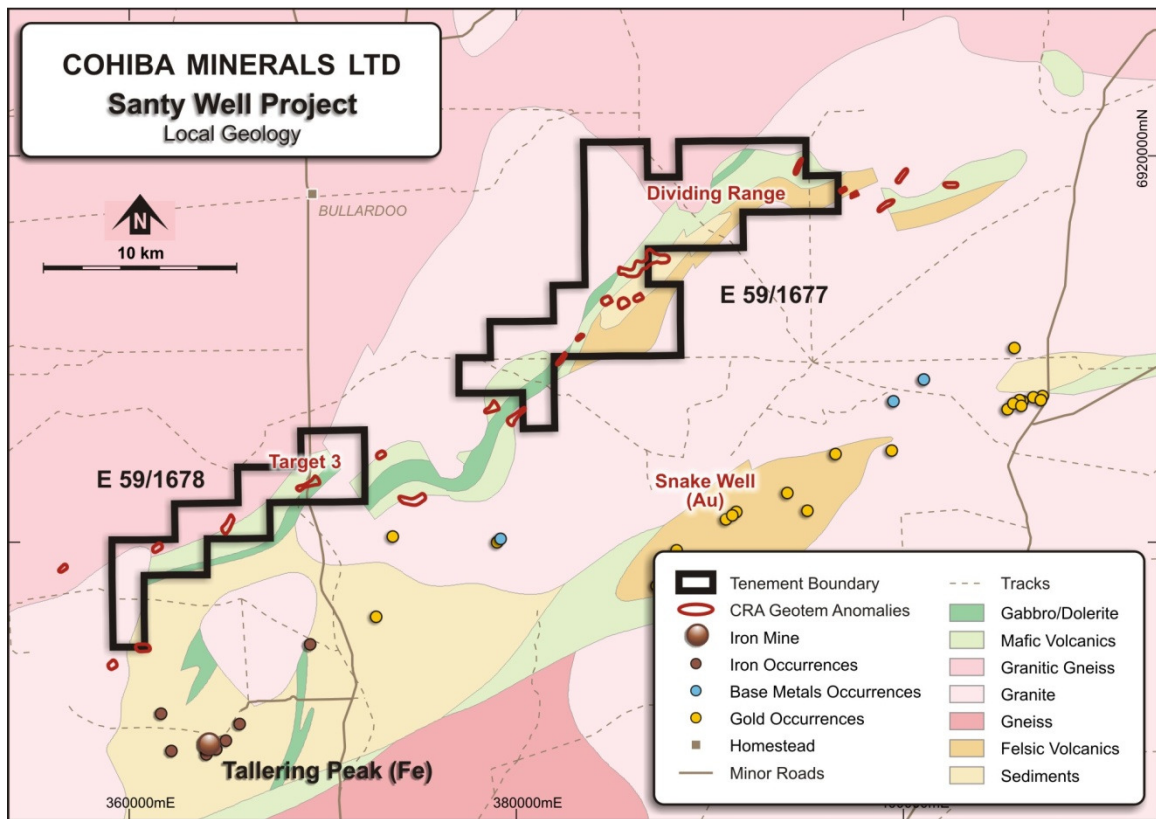 COHIBA MINERALS LTD
Santy Well Project
Local Geology
6920000mN
BULLARDOO
N
10 km
Dividing Range
E 59/1677
E 59/1678
Target 3
Snake Well
(Au)
Tallering Peak (Fe)
360000mE
380000mE
Tenement Boundary
CRA Geotem Anomalies
Iron Mine
Iron Occurrences
Base Metals Occurrences
Gold Occurrences
Homestead
Minor Roads
Tracks
Gabbro/Dolerite
Mafic Volcanics
Granitic Gneiss
Granite
Gneiss
Felsic Volcanics
Sediments